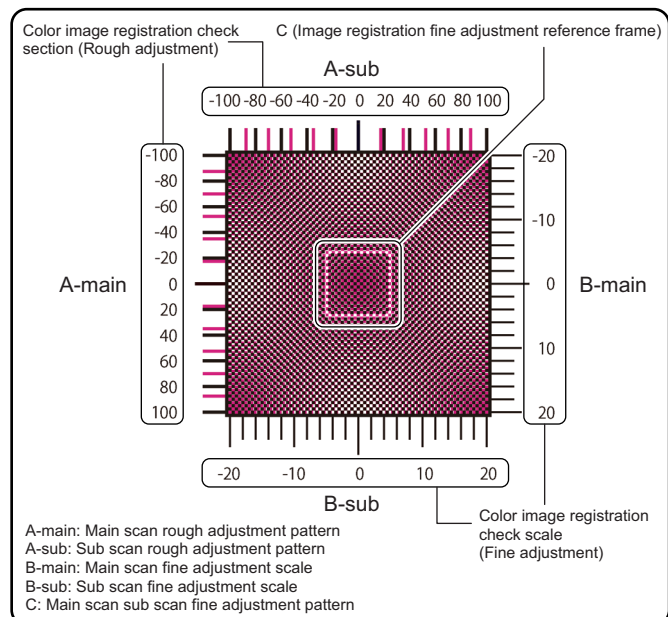 Color image registration check
section (Rough adjustment)
C (Image registration fine adjustment reference frame)
A-sub
-100 -80 -60 -40 -20 0 20 40 60 80 100
-100
-80
-60
-40
-20
0
20
40
60
80
100
A-main
-20
-10
0
10
20
B-main
-20 -10 0 10 20
B-sub
Color image registration
check scale
(Fine adjustment)
A-main: Main scan rough adjustment pattern
A-sub: Sub scan rough adjustment pattern
B-main: Main scan fine adjustment scale
B-sub: Sub scan fine adjustment scale
C: Main scan sub scan fine adjustment pattern